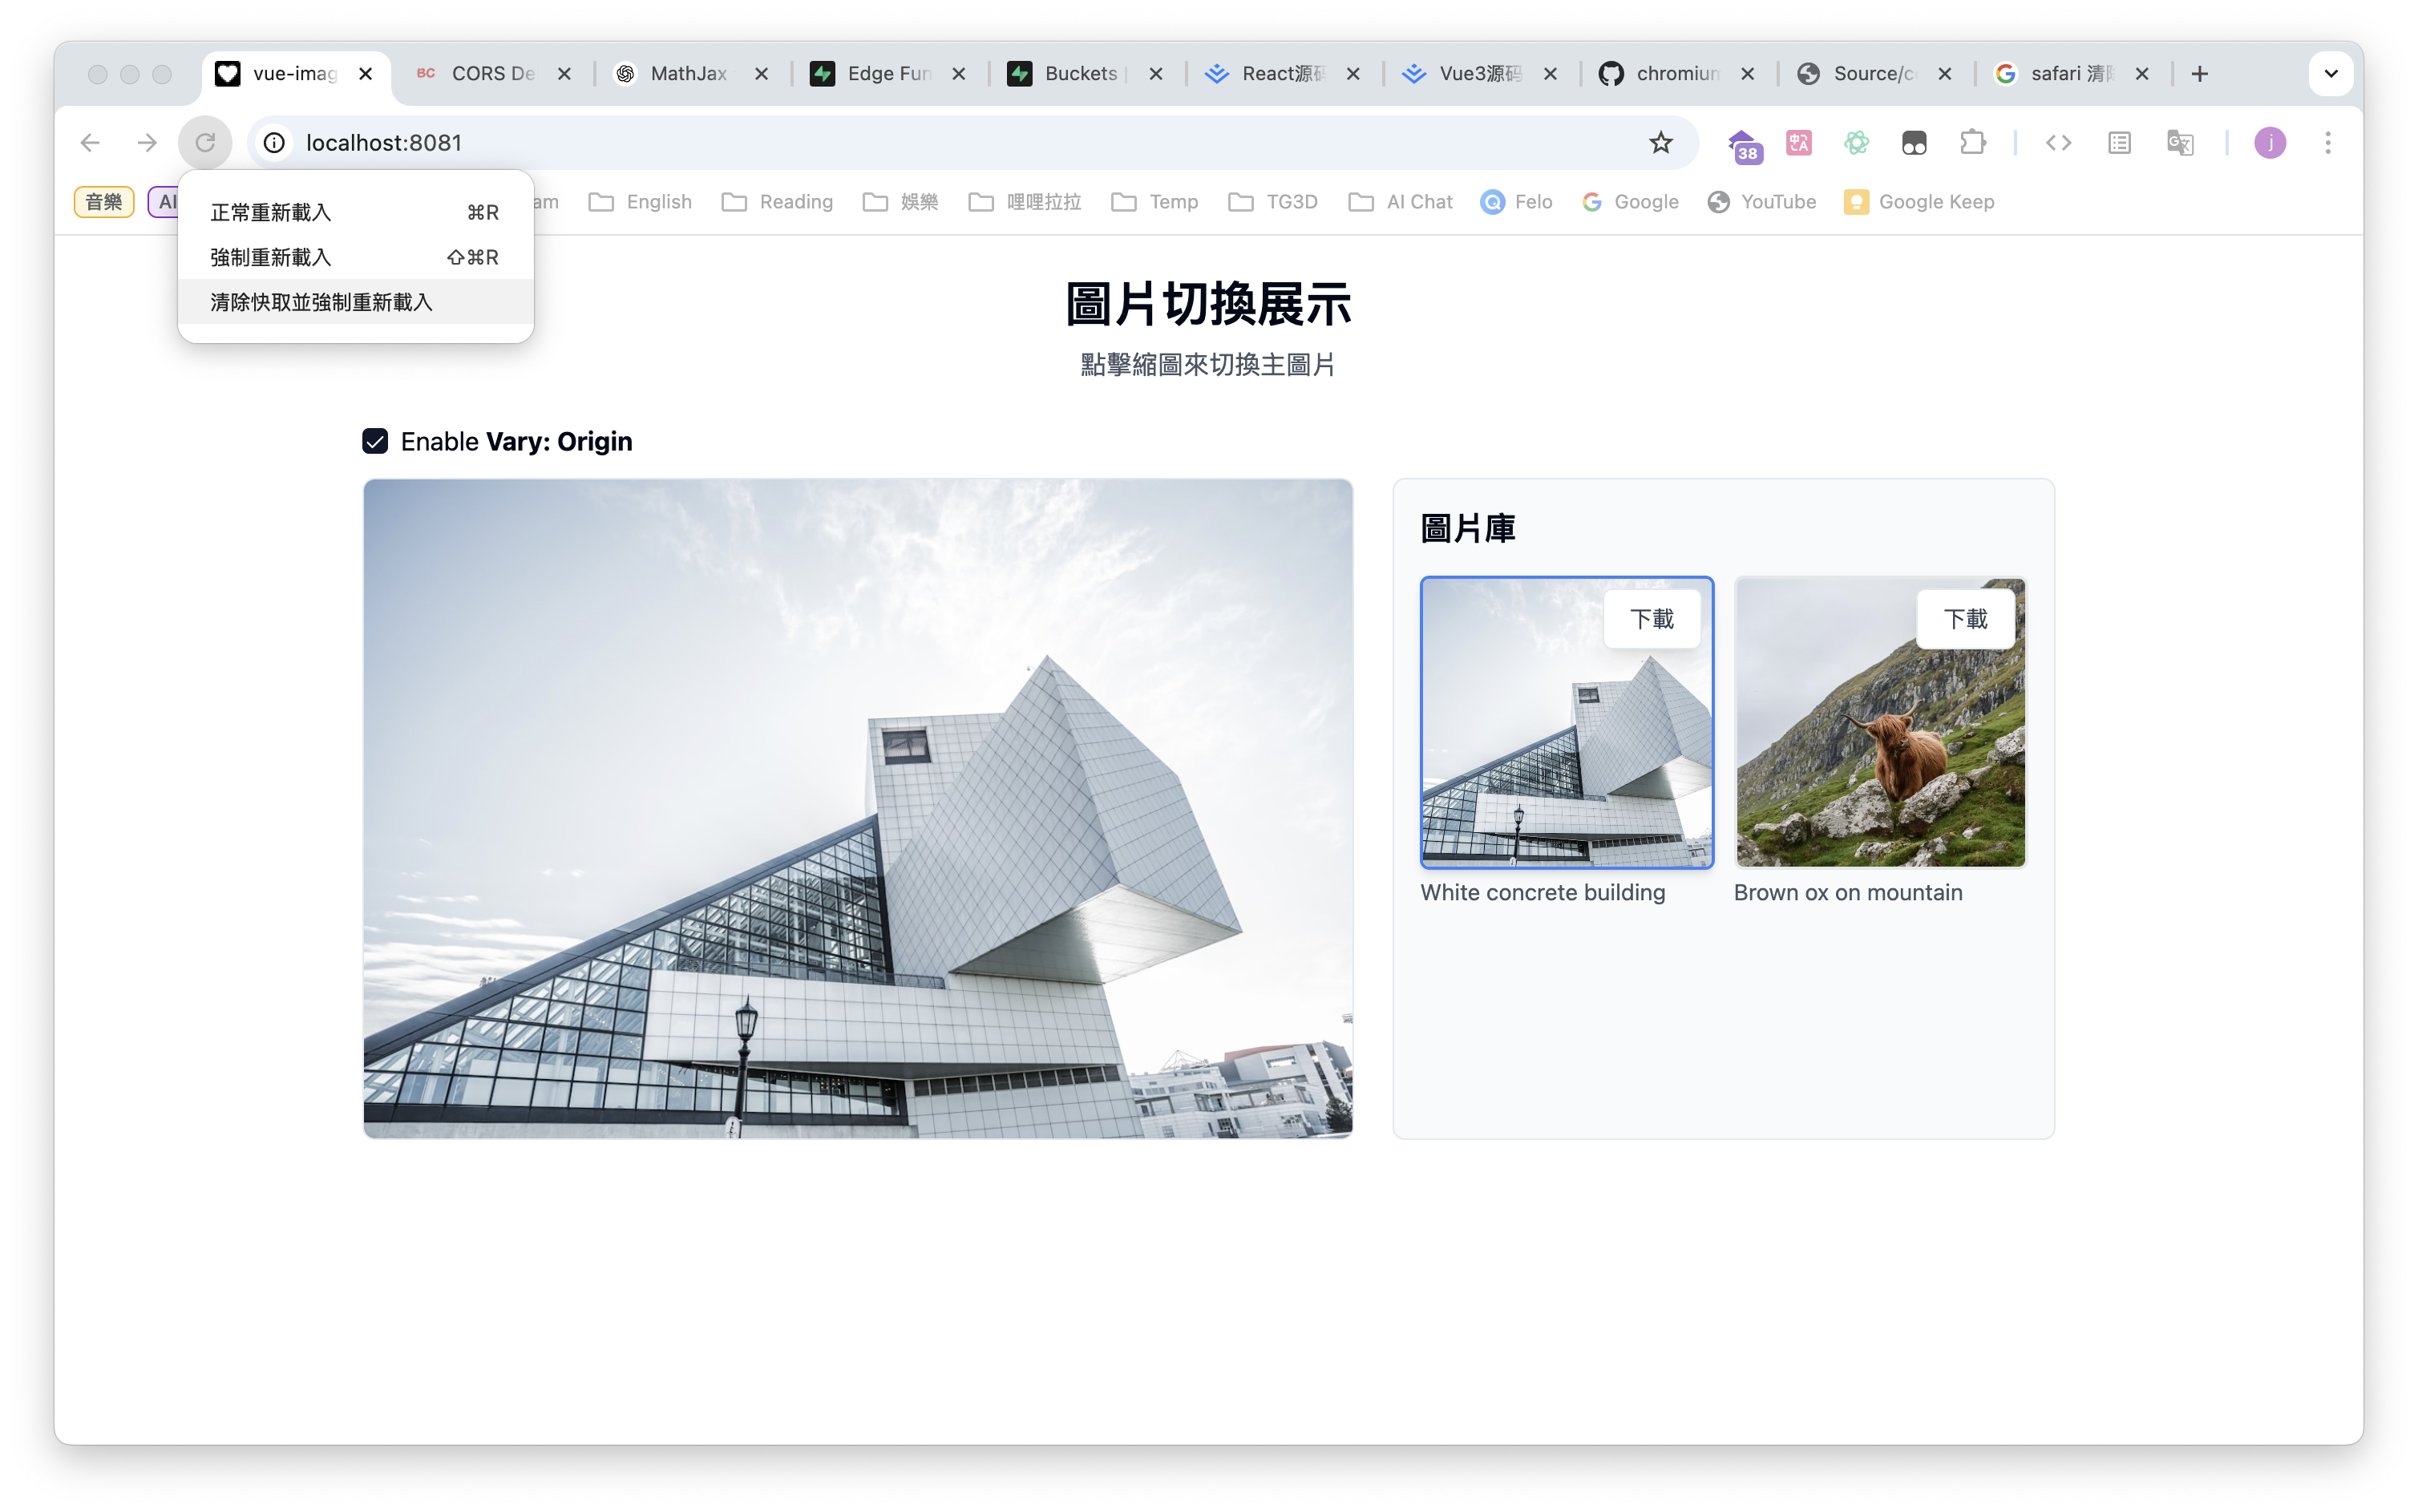 vue-imag
BC CORS De
MathJax
Edge Fun
Buckets
React源码
Vue3源码
chromium
Source/c
safari 清除
localhost:8081
38
j
音樂
AI
am
English
Reading
娛樂
哩哩拉拉
Temp
TG3D
AI Chat
Felo
Google
YouTube
Google Keep
正常重新載入 ⌘R
強制重新載入 ⇧⌘R
清除快取並強制重新載入
圖片切換展示
點擊縮圖來切換主圖片
Enable Vary: Origin
圖片庫
下載
下載
White concrete building
Brown ox on mountain